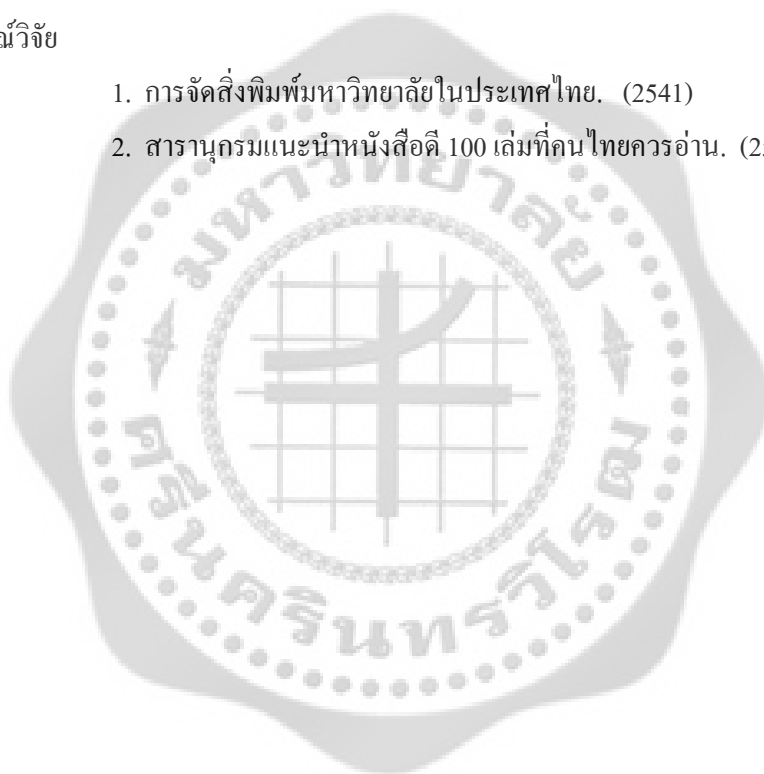 ณ์วิจัย
1. การจัดสิ่งพิมพ์มหาวิทยาลัยในประเทศไทย. (2541)
2. สารานุกรมแนะนำหนังสือดี 100 เล่มที่คนไทยควรอ่าน. (2
มหาวิทยาลัย
ศรีนครินทรวิโรฒ